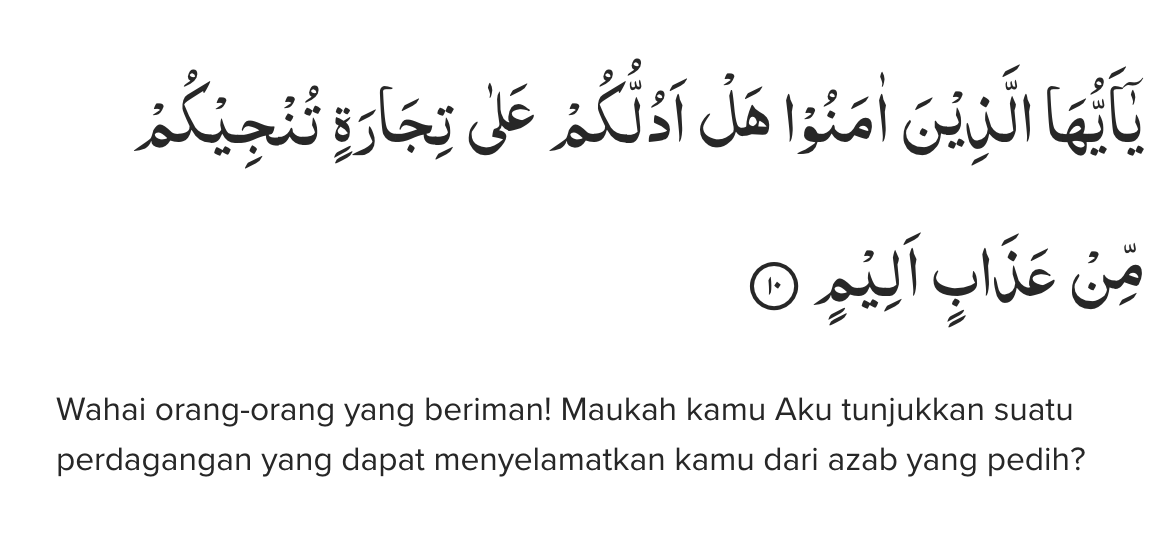 يٰٓاَيُّهَا الَّذِيْنَ اٰمَنُوْا هَلْ اَدُلُّكُمْ عَلٰى تِجَارَةٍ تُنْجِيْكُمْ
مِّنْ عَذَابٍ اَلِيْمٍ ١٠
Wahai orang-orang yang beriman! Maukah kamu Aku tunjukkan suatu
perdagangan yang dapat menyelamatkan kamu dari azab yang pedih?